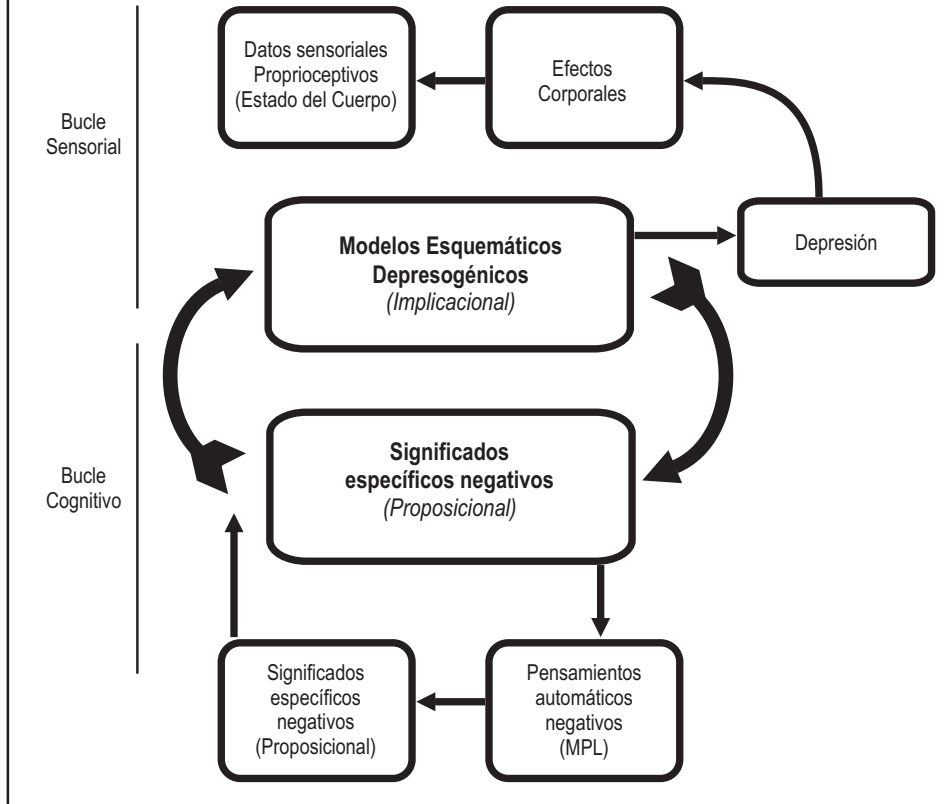 Bucle
Sensorial
Datos sensoriales
Proprioceptivos
(Estado del Cuerpo)
Efectos
Corporales
Modelos Esquemáticos
Depresogénicos
(Implicacional)
Depresión
Bucle
Cognitivo
Significados
específicos negativos
(Proposicional)
Significados
específicos
negativos
(Proposicional)
Pensamientos
automáticos
negativos
(MPL)